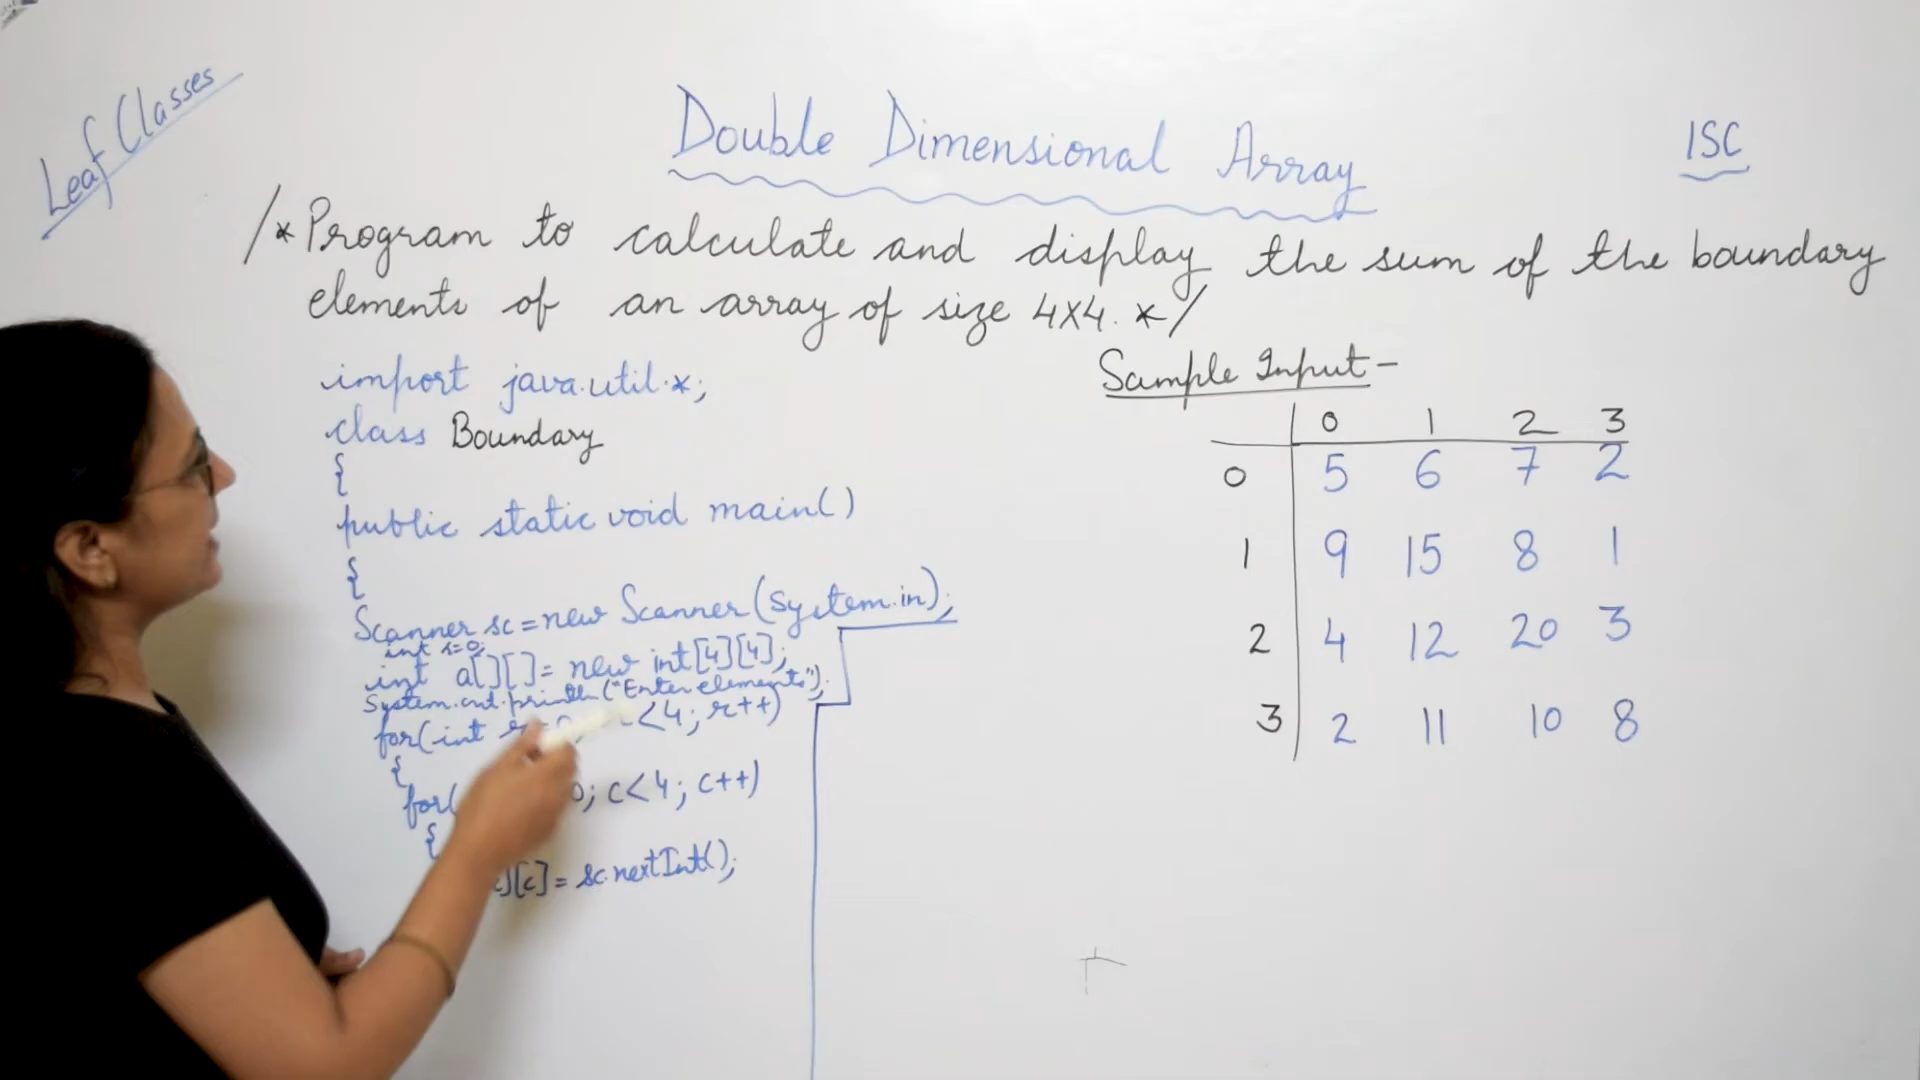 Leaf Classes
Double Dimensional Array
ISC
/* Program to calculate and display the sum of the boundary
elements of an array of size 4X4. */
import java.util.*;
class Boundary
{
public static void main()
{
Scanner sc = new Scanner(System.in);
int s=0;
int a[][] = new int[4][4];
System.out.println("Enter elements");
for(int r=0; <4; r++)
{
for( 0; c<4; c++)
{
][c] = sc.nextInt();
Sample Input -
0 1 2 3
0 5 6 7 2
1 9 15 8 1
2 4 12 20 3
3 2 11 10 8